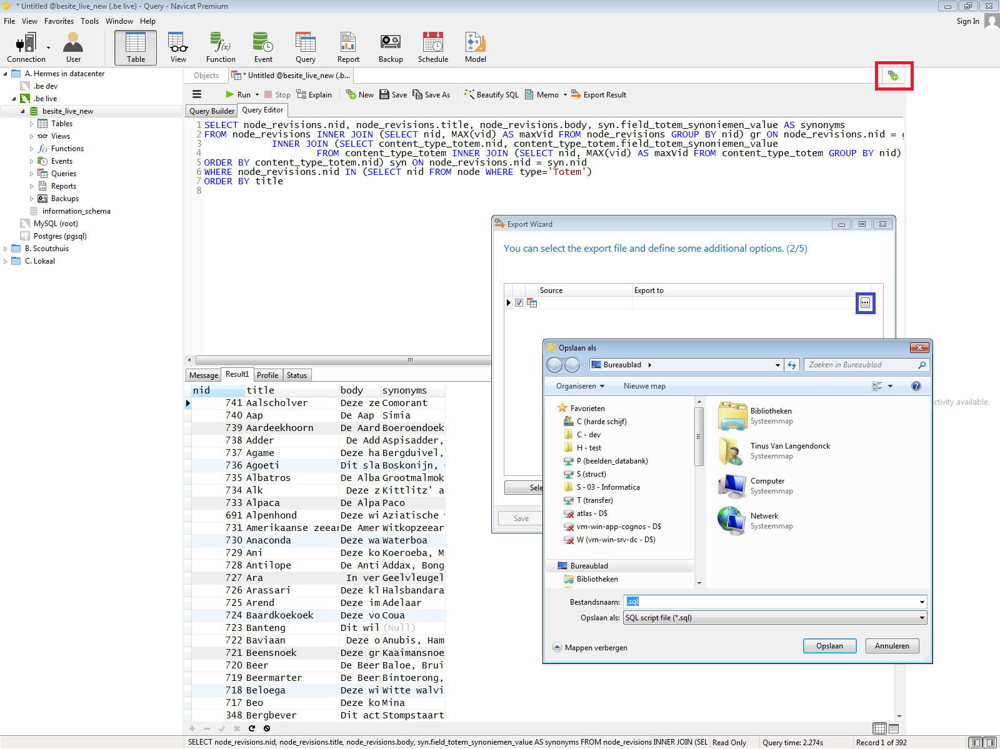 * Untitled @besite_live_new (.be live) - Query - Navicat Premium
File View Favorites Tools Window Help
Sign In
Connection User Table View Function Event Query Report Backup Schedule Model
A. Hermes in datacenter
.be dev
.be live
besite_live_new
Tables
Views
Functions
Events
Queries
Reports
Backups
information_schema
MySQL (root)
Postgres (pgsql)
B. Scoutshuis
C. Lokaal
Objects * Untitled @besite_live_new (.b...
Run Stop Explain New Save Save As Beautify SQL Memo Export Result
Query Builder Query Editor
1 SELECT node_revisions.nid, node_revisions.title, node_revisions.body, syn.field_totem_synoniemen_value AS synonyms
2 FROM node_revisions INNER JOIN (SELECT nid, MAX(vid) AS maxVid FROM node_revisions GROUP BY nid) gr ON node_revisions.nid = g
3 INNER JOIN (SELECT content_type_totem.nid, content_type_totem.field_totem_synoniemen_value
4 FROM content_type_totem INNER JOIN (SELECT nid, MAX(vid) AS maxVid FROM content_type_totem GROUP BY nid)
5 ORDER BY content_type_totem.nid) syn ON node_revisions.nid = syn.nid
6 WHERE node_revisions.nid IN (SELECT nid FROM node WHERE type='Totem')
7 ORDER BY title
8
Message Result1 Profile Status
nid title body synonyms
741 Aalscholver Deze ze Comorant
740 Aap De Aap Simia
739 Aardeekhoorn De Aard Boeroendoek
738 Adder De Add Aspisadder,
737 Agame Deze ha Bergduivel,
736 Agoeti Dit sla Boskonijn,
735 Albatros De Alba Grootmalmok
734 Alk Deze z Kittlitz' a
733 Alpaca De Alpa Paco
691 Alpenhond Deze wi Aziatische
731 Amerikaanse zeear De Amer Witkopzeear
730 Anaconda Deze wa Waterboa
729 Ani Deze ko Koeroeba, M
728 Antilope De Anti Addax, Bong
727 Ara In ver Geelvleugel
726 Arassari Deze kl Halsbandara
725 Arend Deze im Adelaar
724 Baardkoekoek Deze vo Coua
723 Banteng Dit wil (Null)
722 Baviaan Deze o Anubis, Ham
721 Beensnoek Deze gr Kaaimansnoe
720 Beer De Beer Baloe, Brui
719 Beermarter De Beer Bintoerong,
718 Beloega Deze wi Witte walvi
717 Beo Deze ko Mina
348 Bergbever Dit act Stompstaart
Export Wizard
You can select the export file and define some additional options. (2/5)
Source Export to
Sele
Save
Opslaan als
Bureaublad
Zoeken in Bureaublad
Organiseren Nieuwe map
Favorieten
C (harde schijf)
C - dev
H - test
P (beelden_databank)
S (struct)
S - 03 - Informatica
T (transfer)
atlas - D$
vm-win-app-cognos - D$
W (vm-win-srv-dc - D$)
Bureaublad
Bibliotheken
Bibliotheken
Systeemmap
Tinus Van Langendonck
Systeemmap
Computer
Systeemmap
Netwerk
Systeemmap
Bestandsnaam: .sql
Opslaan als: SQL script file (*.sql)
Mappen verbergen
Opslaan Annuleren
ctivity available.
SELECT node_revisions.nid, node_revisions.title, node_revisions.body, syn.field_totem_synoniemen_value AS synonyms FROM node_revisions INNER JOIN (SEL Read Only Query time: 2.274s Record 1 of 392